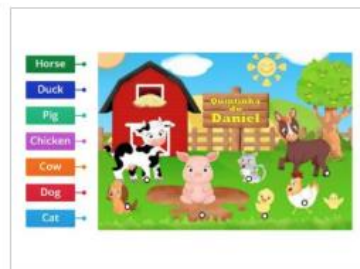 Horse
Duck
Pig
Chicken
Cow
Dog
Cat
Quintinha
do
Daniel